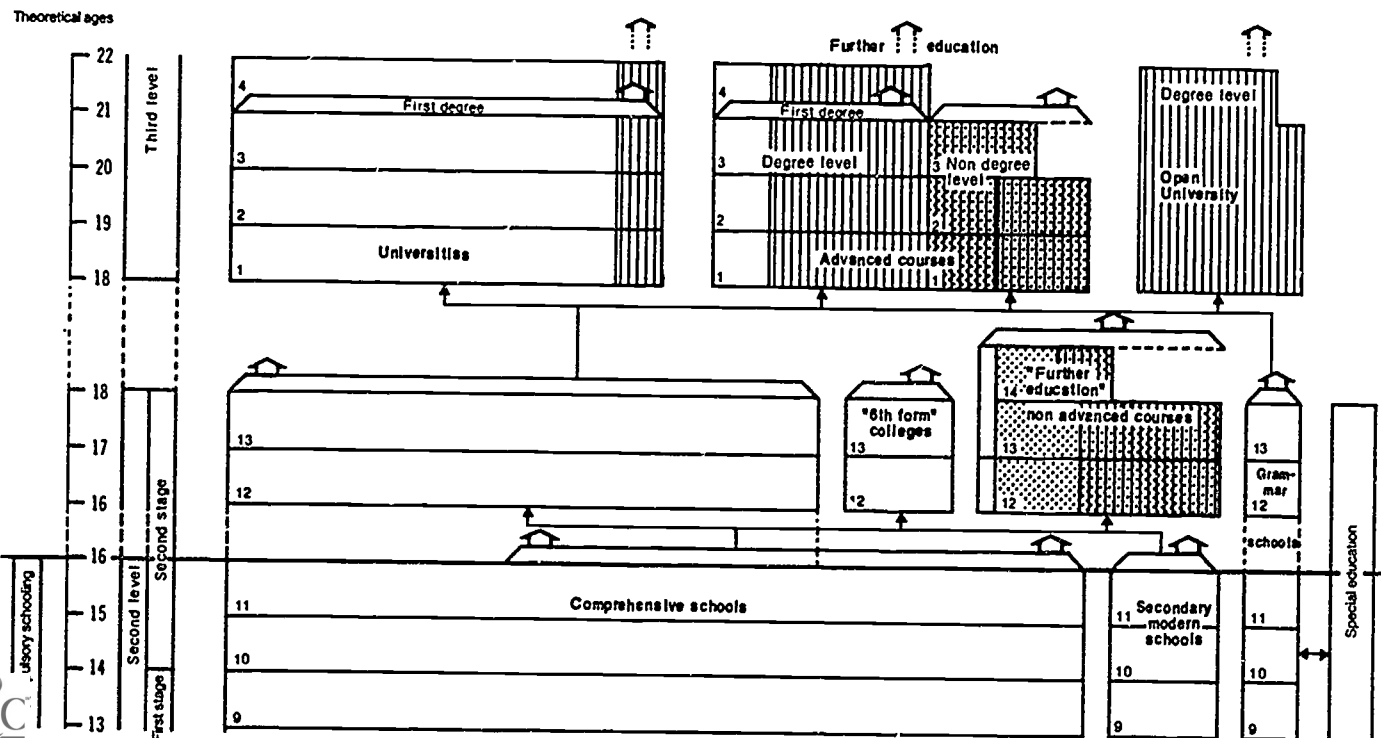 Theoretical ages
22
21
20
19
18
18
17
16
16
15
14
13
Third level
Second level
Second stage
First stage
ulsory schooling
Further education
4
First degree
3
2
Universities
1
4
First degree
3
Degree level
2
Advanced courses
1
3 Non degree
level
2
1
Degree level
Open
University
13
12
"6th form"
colleges
13
12
"Further
education"
14
non advanced courses
13
12
13
Gram-
mar
12
schools
11
10
9
Comprehensive schools
11
10
9
Secondary
modern
schools
11
10
9
Special education
C